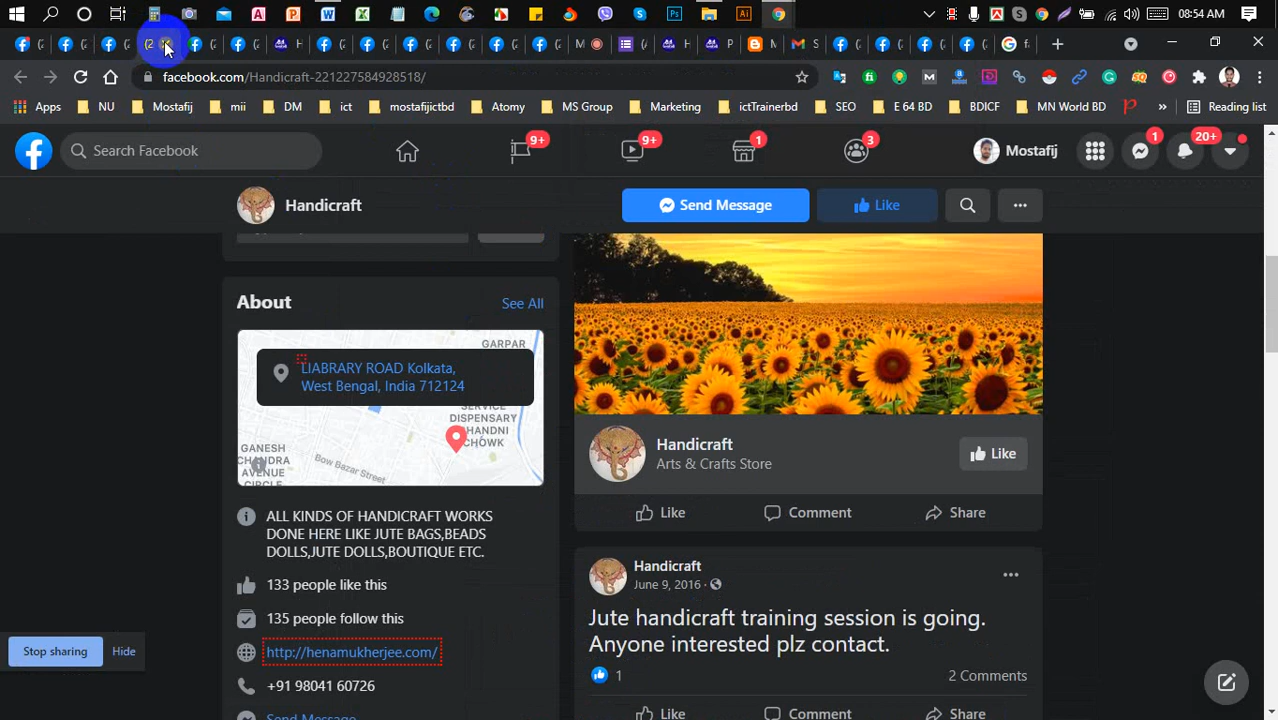 08:54 AM
(2
facebook.com/Handicraft-221227584928518/
Apps
NU
Mostafij
mii
DM
ict
mostafijictbd
Atomy
MS Group
Marketing
ictTrainerbd
SEO
E 64 BD
BDICF
MN World BD
»
Reading list
Search Facebook
9+
9+
1
3
Mostafij
1
20+
Handicraft
Send Message
Like
About
See All
GARPAR
LIABRARY ROAD Kolkata,
West Bengal, India 712124
SERVICE
DISPENSARY
CHANDNI
CHOWK
GANESH
CHANDRA
AVENUE
CIRCLE
Bow Bazar Street
ALL KINDS OF HANDICRAFT WORKS
DONE HERE LIKE JUTE BAGS,BEADS
DOLLS,JUTE DOLLS,BOUTIQUE ETC.
133 people like this
135 people follow this
http://henamukherjee.com/
+91 98041 60726
Send Message
Handicraft
Arts & Crafts Store
Like
Like
Comment
Share
Handicraft
June 9, 2016 ·
Jute handicraft training session is going.
Anyone interested plz contact.
1
2 Comments
Like
Comment
Share
Stop sharing
Hide